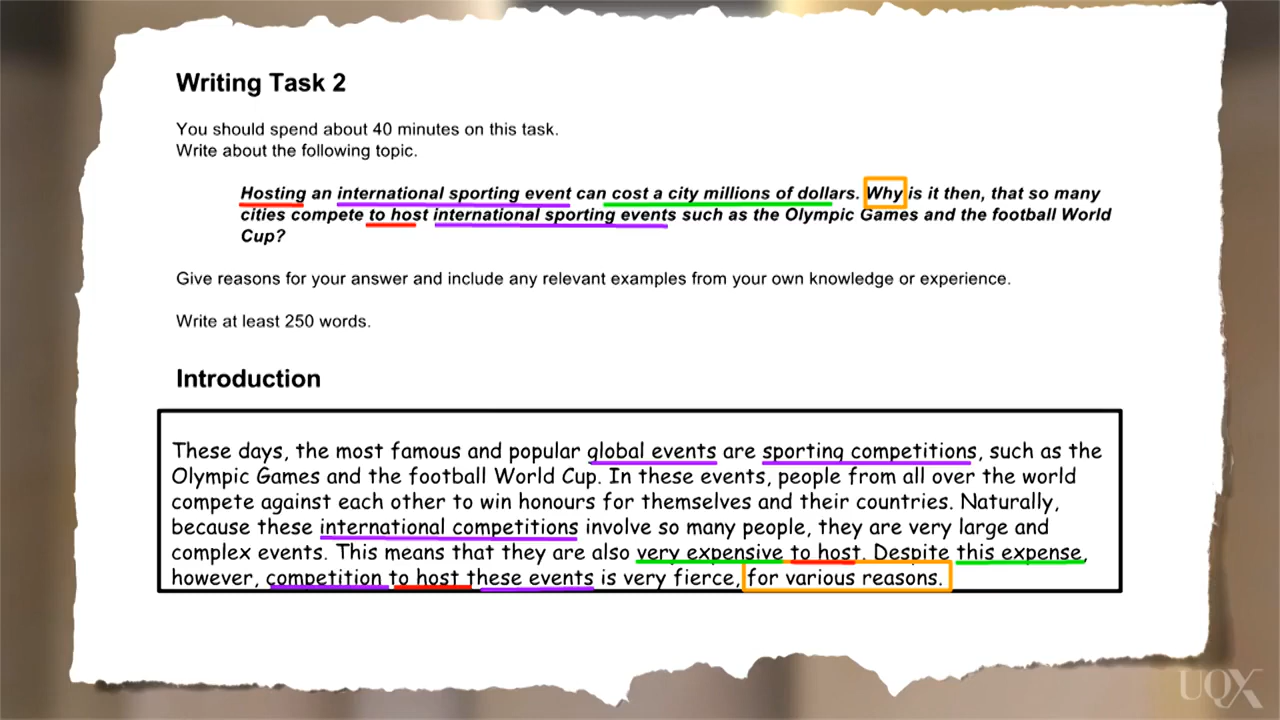 Writing Task 2
You should spend about 40 minutes on this task.
Write about the following topic.
Hosting an international sporting event can cost a city millions of dollars. Why is it then, that so many
cities compete to host international sporting events such as the Olympic Games and the football World
Cup?
Give reasons for your answer and include any relevant examples from your own knowledge or experience.
Write at least 250 words.
Introduction
These days, the most famous and popular global events are sporting competitions, such as the
Olympic Games and the football World Cup. In these events, people from all over the world
compete against each other to win honours for themselves and their countries. Naturally,
because these international competitions involve so many people, they are very large and
complex events. This means that they are also very expensive to host. Despite this expense,
however, competition to host these events is very fierce, for various reasons.
UQX